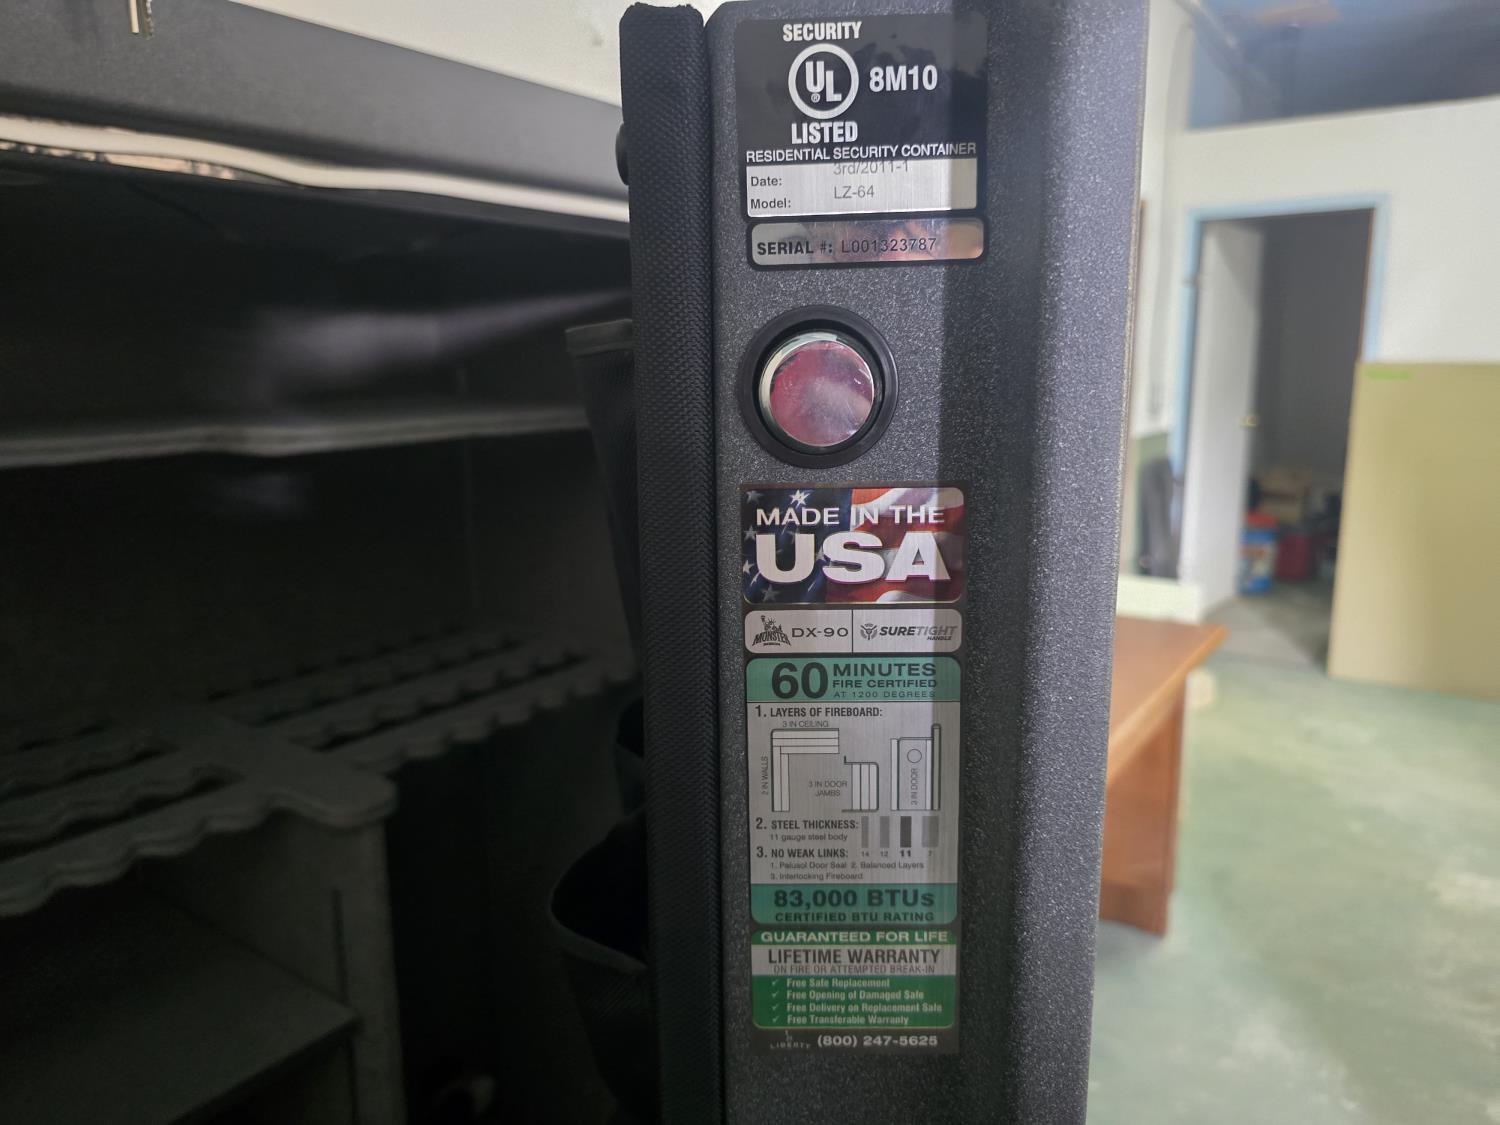 SECURITY
UL
8M10
LISTED
RESIDENTIAL SECURITY CONTAINER
Date: 3rd/2011-1
Model: LZ-64
SERIAL #: L001323787
MADE IN THE
USA
MONSTER DX-90 SURETIGHT
HANDLE
60 MINUTES
FIRE CERTIFIED
AT 1200 DEGREES
1. LAYERS OF FIREBOARD:
3 IN CEILING
2 IN WALLS
3 IN DOOR
JAMBS
3 IN DOOR
2. STEEL THICKNESS:
11 gauge steel body
14 12 11 7
3. NO WEAK LINKS:
1. Palusol Door Seal 2. Balanced Layers
3. Interlocking Fireboard
83,000 BTUs
CERTIFIED BTU RATING
GUARANTEED FOR LIFE
LIFETIME WARRANTY
ON FIRE OR ATTEMPTED BREAK-IN
✓ Free Safe Replacement
✓ Free Opening of Damaged Safe
✓ Free Delivery on Replacement Safe
✓ Free Transferable Warranty
LIBERTY (800) 247-5625